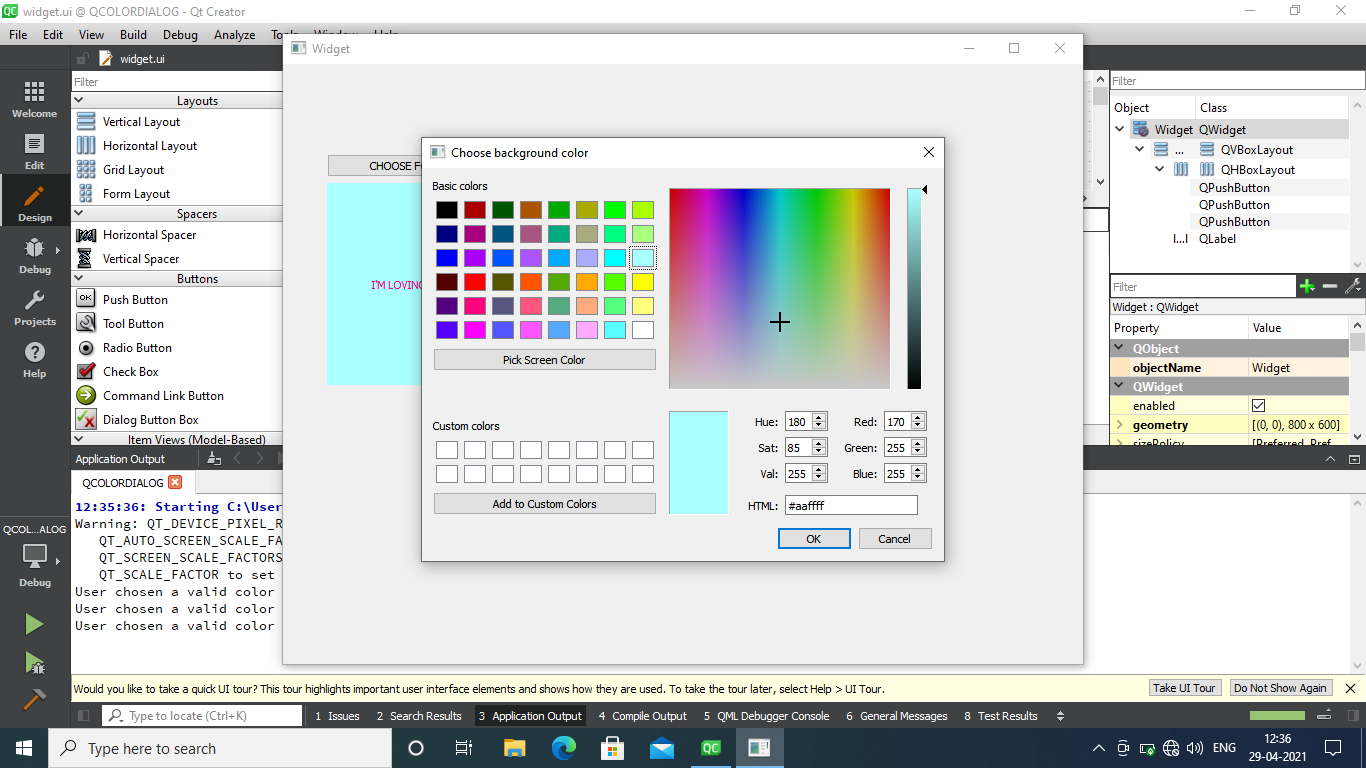 widget.ui @ QCOLORDIALOG - Qt Creator
File Edit View Build Debug Analyze
Widget
widget.ui
Filter
Layouts
Vertical Layout
Horizontal Layout
Grid Layout
Form Layout
Spacers
Horizontal Spacer
Vertical Spacer
Buttons
OK Push Button
Tool Button
Radio Button
Check Box
Command Link Button
Dialog Button Box
Item Views (Model-Based)
Welcome
Edit
Design
Debug
Projects
Help
QCOL...ALOG
Debug
CHOOSE
I'M LOVING
Choose background color
Basic colors
Pick Screen Color
Custom colors
Add to Custom Colors
Hue: 180 Red: 170
Sat: 85 Green: 255
Val: 255 Blue: 255
HTML: #aaffff
OK Cancel
Filter
Object Class
Widget QWidget
... QVBoxLayout
QHBoxLayout
QPushButton
QPushButton
QPushButton
I...I QLabel
Filter
Widget : QWidget
Property Value
QObject
objectName Widget
QWidget
enabled
geometry [(0, 0), 800 x 600]
sizePolicy [Preferred, Pref
Application Output
QCOLORDIALOG
12:35:36: Starting C:\User
Warning: QT_DEVICE_PIXEL_R
QT_AUTO_SCREEN_SCALE_FA
QT_SCREEN_SCALE_FACTORS
QT_SCALE_FACTOR to set
User chosen a valid color
User chosen a valid color
User chosen a valid color
Would you like to take a quick UI tour? This tour highlights important user interface elements and shows how they are used. To take the tour later, select Help > UI Tour.
Take UI Tour Do Not Show Again
Type to locate (Ctrl+K) 1 Issues 2 Search Results 3 Application Output 4 Compile Output 5 QML Debugger Console 6 General Messages 8 Test Results
Type here to search
ENG
12:36
29-04-2021